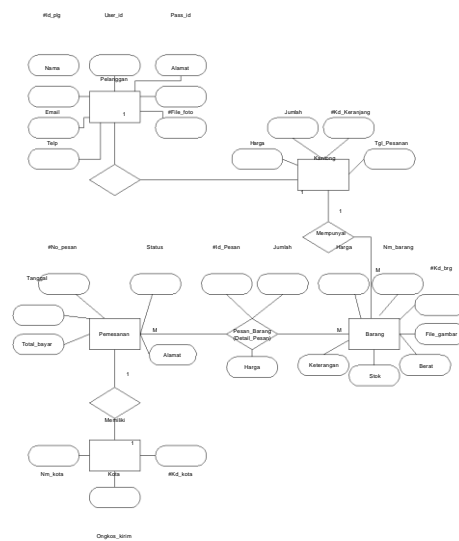 #Id_plg
User_id
Pass_id
Nama
Alamat
Pelanggan
Email
1
#File_foto
Jumlah
#Kd_Keranjang
Telp
Harga
Tgl_Pesanan
Kantong
1
1
Mempunyai
#No_pesan
Status
#Id_Pesan
Jumlah
Harga
Nm_barang
M
#Kd_brg
Tanggal
Pemesanan
M
Pesan_Barang
(Detail_Pesan)
M
Barang
File_gambar
Total_bayar
Alamat
Harga
Keterangan
Stok
Berat
1
Memiliki
1
Nm_kota
Kota
#Kd_kota
Ongkos_kirim